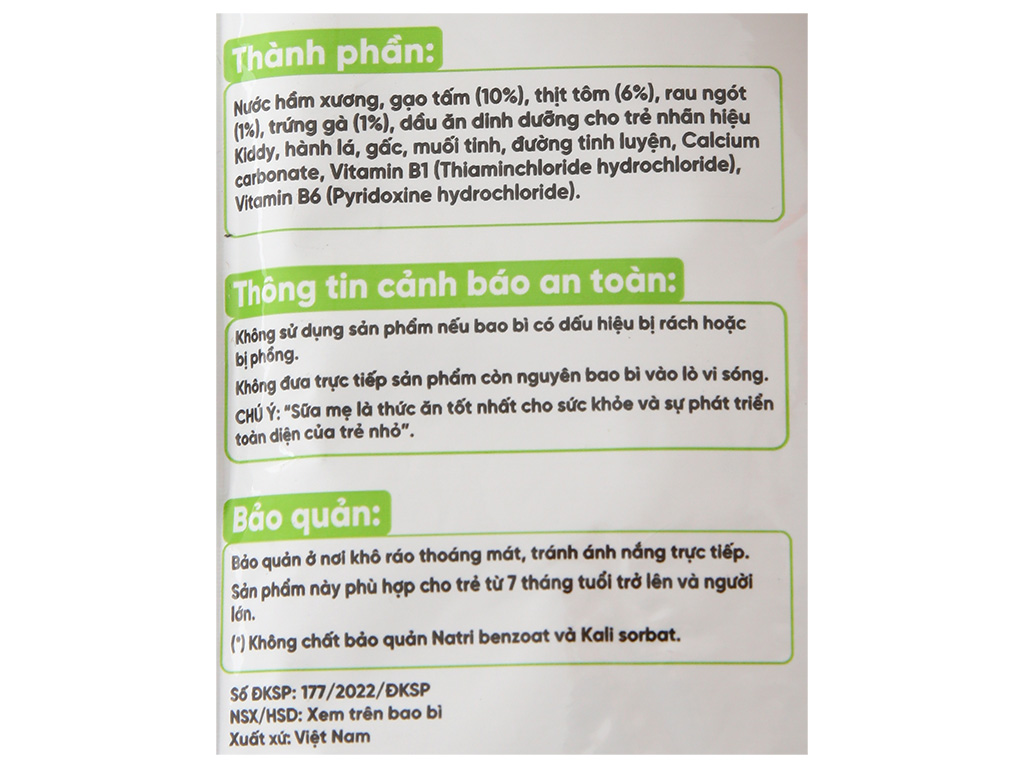 Thành phần:
Nước hầm xương, gạo tấm (10%), thịt tôm (6%), rau ngót
(1%), trứng gà (1%), dầu ăn dinh dưỡng cho trẻ nhãn hiệu
Kiddy, hành lá, gấc, muối tinh, đường tinh luyện, Calcium
carbonate, Vitamin B1 (Thiaminchloride hydrochloride),
Vitamin B6 (Pyridoxine hydrochloride).
Thông tin cảnh báo an toàn:
Không sử dụng sản phẩm nếu bao bì có dấu hiệu bị rách hoặc
bị phồng.
Không đưa trực tiếp sản phẩm còn nguyên bao bì vào lò vi sóng.
CHÚ Ý: “Sữa mẹ là thức ăn tốt nhất cho sức khỏe và sự phát triển
toàn diện của trẻ nhỏ”.
Bảo quản:
Bảo quản ở nơi khô ráo thoáng mát, tránh ánh nắng trực tiếp.
Sản phẩm này phù hợp cho trẻ từ 7 tháng tuổi trở lên và người
lớn.
(*) Không chất bảo quản Natri benzoat và Kali sorbat.
Số ĐKSP: 177/2022/ĐKSP
NSX/HSD: Xem trên bao bì
Xuất xứ: Việt Nam